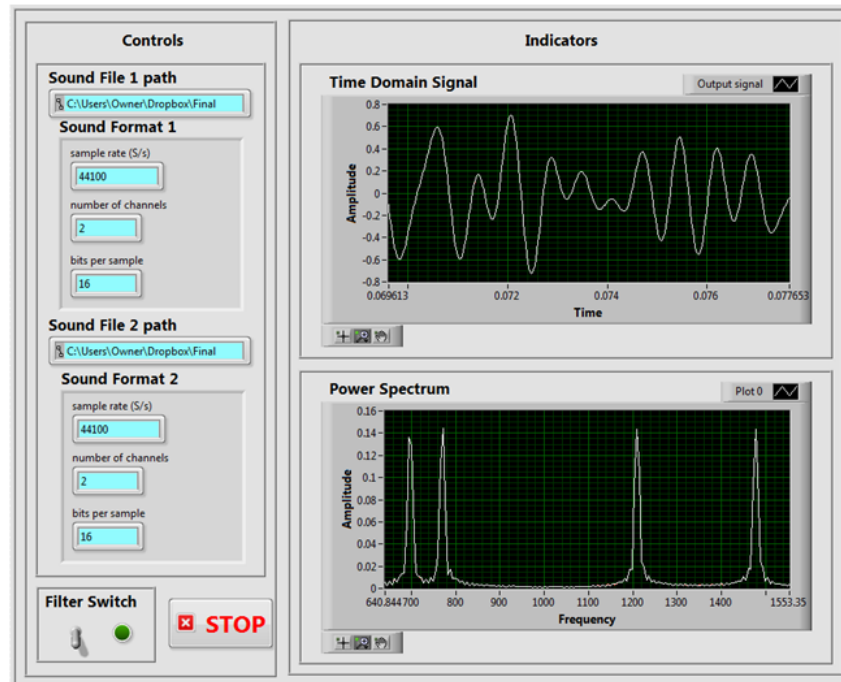 Controls
Sound File 1 path
C:\Users\Owner\Dropbox\Final
Sound Format 1
sample rate (S/s)
44100
number of channels
2
bits per sample
16
Sound File 2 path
C:\Users\Owner\Dropbox\Final
Sound Format 2
sample rate (S/s)
44100
number of channels
2
bits per sample
16
Filter Switch
STOP
Indicators
Time Domain Signal
Output signal
Amplitude
0.8
0.6
0.4
0.2
0
-0.2
-0.4
-0.6
-0.8
0.069613 0.072 0.074 0.076 0.077653
Time
Power Spectrum
Plot 0
Amplitude
0.16
0.14
0.12
0.1
0.08
0.06
0.04
0.02
0
640.844 700 800 900 1000 1100 1200 1300 1400 1553.35
Frequency